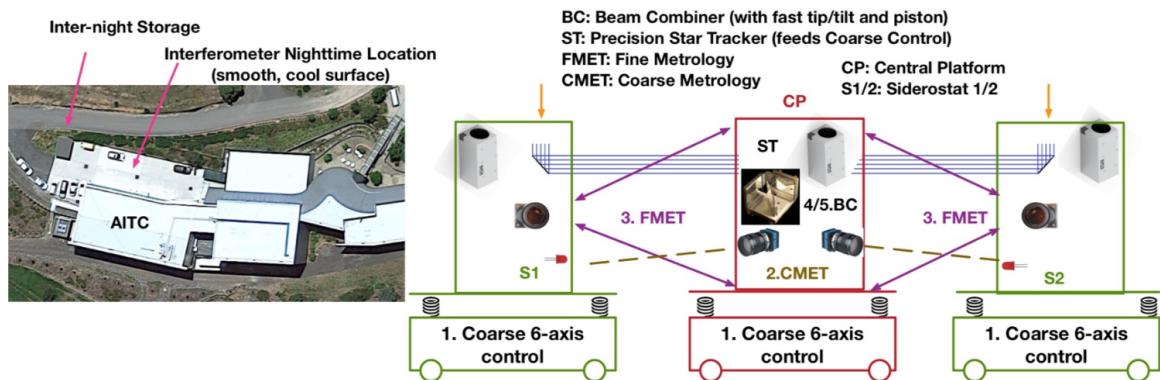 Inter-night Storage
Interferometer Nighttime Location
(smooth, cool surface)
AITC
BC: Beam Combiner (with fast tip/tilt and piston)
ST: Precision Star Tracker (feeds Coarse Control)
FMET: Fine Metrology
CMET: Coarse Metrology
CP: Central Platform
S1/2: Siderostat 1/2
CP
ST
4/5.BC
3. FMET
3. FMET
2.CMET
S1
S2
1. Coarse 6-axis
control
1. Coarse 6-axis
control
1. Coarse 6-axis
control